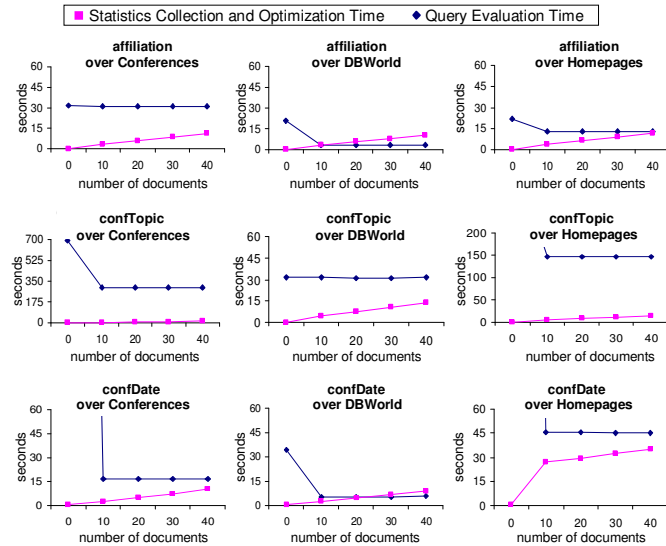 Statistics Collection and Optimization Time Query Evaluation Time
affiliation
over Conferences
60
45
30
15
0
seconds
0 10 20 30 40
number of documents
affiliation
over DBWorld
60
45
30
15
0
seconds
0 10 20 30 40
number of documents
affiliation
over Homepages
60
45
30
15
0
seconds
0 10 20 30 40
number of documents
confTopic
over Conferences
700
525
350
175
0
seconds
0 10 20 30 40
number of documents
confTopic
over DBWorld
60
45
30
15
0
seconds
0 10 20 30 40
number of documents
confTopic
over Homepages
200
150
100
50
0
seconds
0 10 20 30 40
number of documents
confDate
over Conferences
60
45
30
15
0
seconds
0 10 20 30 40
number of documents
confDate
over DBWorld
60
45
30
15
0
seconds
0 10 20 30 40
number of documents
confDate
over Homepages
60
45
30
15
0
seconds
0 10 20 30 40
number of documents